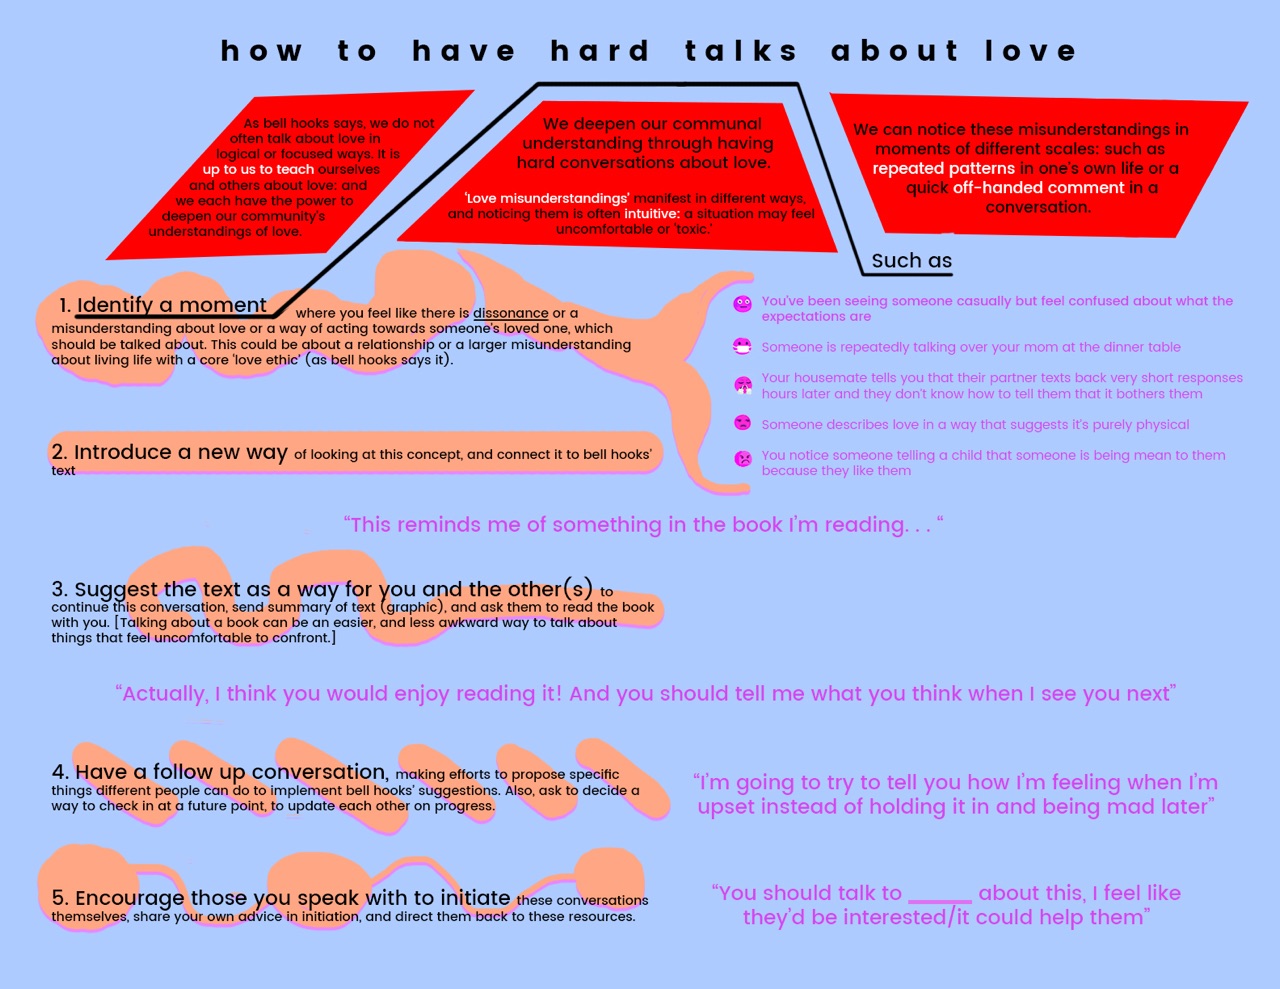 how to have hard talks about love
As bell hooks says, we do not
often talk about love in
logical or focused ways. It is
up to us to teach ourselves
and others about love: and
we each have the power to
deepen our community's
understandings of love.
We deepen our communal
understanding through having
hard conversations about love.
'Love misunderstandings' manifest in different ways,
and noticing them is often intuitive: a situation may feel
uncomfortable or 'toxic.'
We can notice these misunderstandings in
moments of different scales: such as
repeated patterns in one's own life or a
quick off-handed comment in a
conversation.
Such as
1. Identify a moment where you feel like there is dissonance or a
misunderstanding about love or a way of acting towards someone's loved one, which
should be talked about. This could be about a relationship or a larger misunderstanding
about living life with a core 'love ethic' (as bell hooks says it).
You've been seeing someone casually but feel confused about what the
expectations are
Someone is repeatedly talking over your mom at the dinner table
Your housemate tells you that their partner texts back very short responses
hours later and they don't know how to tell them that it bothers them
Someone describes love in a way that suggests it's purely physical
You notice someone telling a child that someone is being mean to them
because they like them
2. Introduce a new way of looking at this concept, and connect it to bell hooks'
text
“This reminds me of something in the book I'm reading. . . “
3. Suggest the text as a way for you and the other(s) to
continue this conversation, send summary of text (graphic), and ask them to read the book
with you. [Talking about a book can be an easier, and less awkward way to talk about
things that feel uncomfortable to confront.]
“Actually, I think you would enjoy reading it! And you should tell me what you think when I see you next”
4. Have a follow up conversation, making efforts to propose specific
things different people can do to implement bell hooks' suggestions. Also, ask to decide a
way to check in at a future point, to update each other on progress.
“I'm going to try to tell you how I'm feeling when I'm
upset instead of holding it in and being mad later”
5. Encourage those you speak with to initiate these conversations
themselves, share your own advice in initiation, and direct them back to these resources.
“You should talk to _____ about this, I feel like
they'd be interested/it could help them”